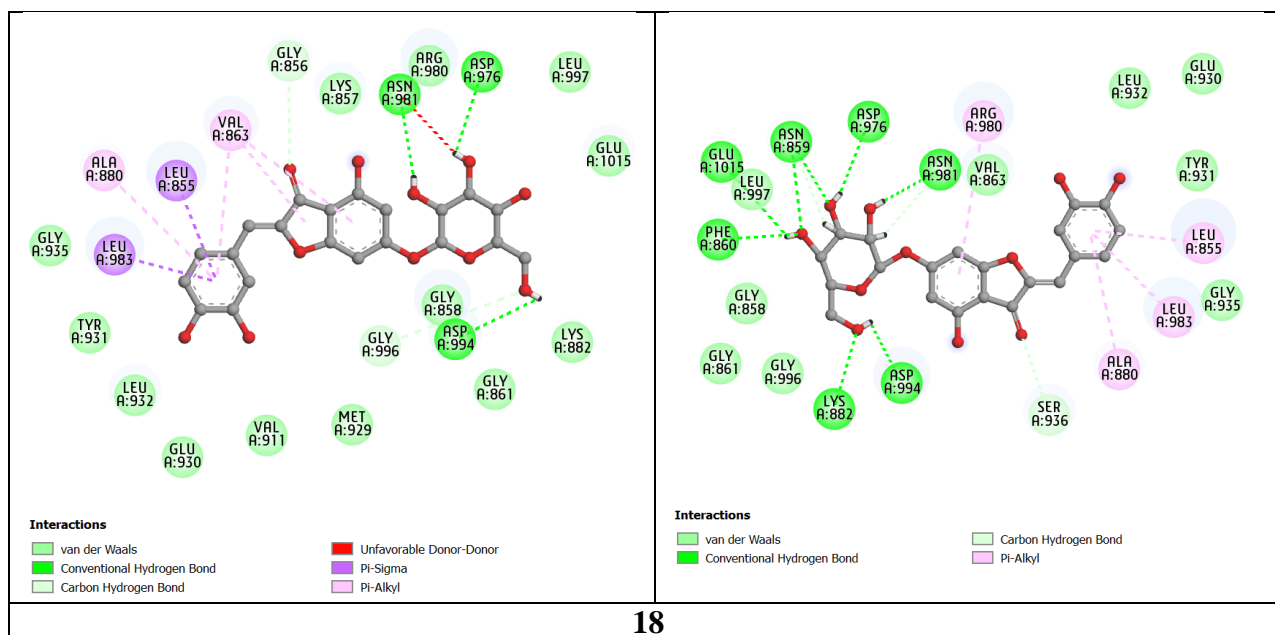 GLY
A:856
LYS
A:857
ARG
A:980
ASN
A:981
ASP
A:976
LEU
A:997
VAL
A:863
GLU
A:1015
ALA
A:880
LEU
A:855
GLY
A:935
LEU
A:983
GLY
A:858
TYR
A:931
GLY
A:996
ASP
A:994
LYS
A:882
LEU
A:932
GLY
A:861
MET
A:929
VAL
A:911
GLU
A:930
Interactions
van der Waals
Conventional Hydrogen Bond
Carbon Hydrogen Bond
Unfavorable Donor-Donor
Pi-Sigma
Pi-Alkyl
GLU
A:930
LEU
A:932
ASP
A:976
ARG
A:980
ASN
A:859
GLU
A:1015
ASN
A:981
VAL
A:863
TYR
A:931
LEU
A:997
PHE
A:860
LEU
A:855
GLY
A:858
GLY
A:935
LEU
A:983
GLY
A:861
GLY
A:996
ASP
A:994
ALA
A:880
LYS
A:882
SER
A:936
Interactions
van der Waals
Conventional Hydrogen Bond
Carbon Hydrogen Bond
Pi-Alkyl
18